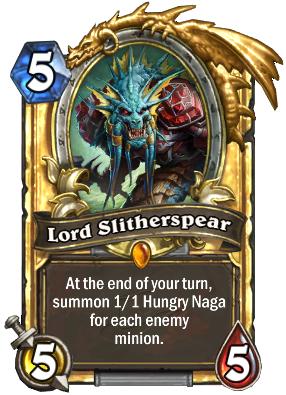 5
Lord Slitherspear
At the end of your turn,
summon 1/1 Hungry Naga
for each enemy
minion.
5
5